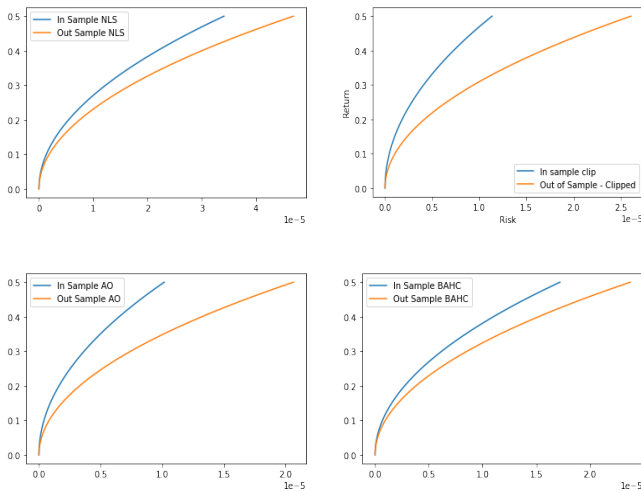 In Sample NLS
Out Sample NLS
0.5
0.4
0.3
0.2
0.1
0.0
0 1 2 3 4
1e−5
Return
0.5
0.4
0.3
0.2
0.1
0.0
In sample clip
Out of Sample - Clipped
0.0 0.5 1.0 1.5 2.0 2.5
Risk
1e−5
In Sample AO
Out Sample AO
0.5
0.4
0.3
0.2
0.1
0.0
0.0 0.5 1.0 1.5 2.0
1e−5
In Sample BAHC
Out Sample BAHC
0.5
0.4
0.3
0.2
0.1
0.0
0.0 0.5 1.0 1.5 2.0
1e−5